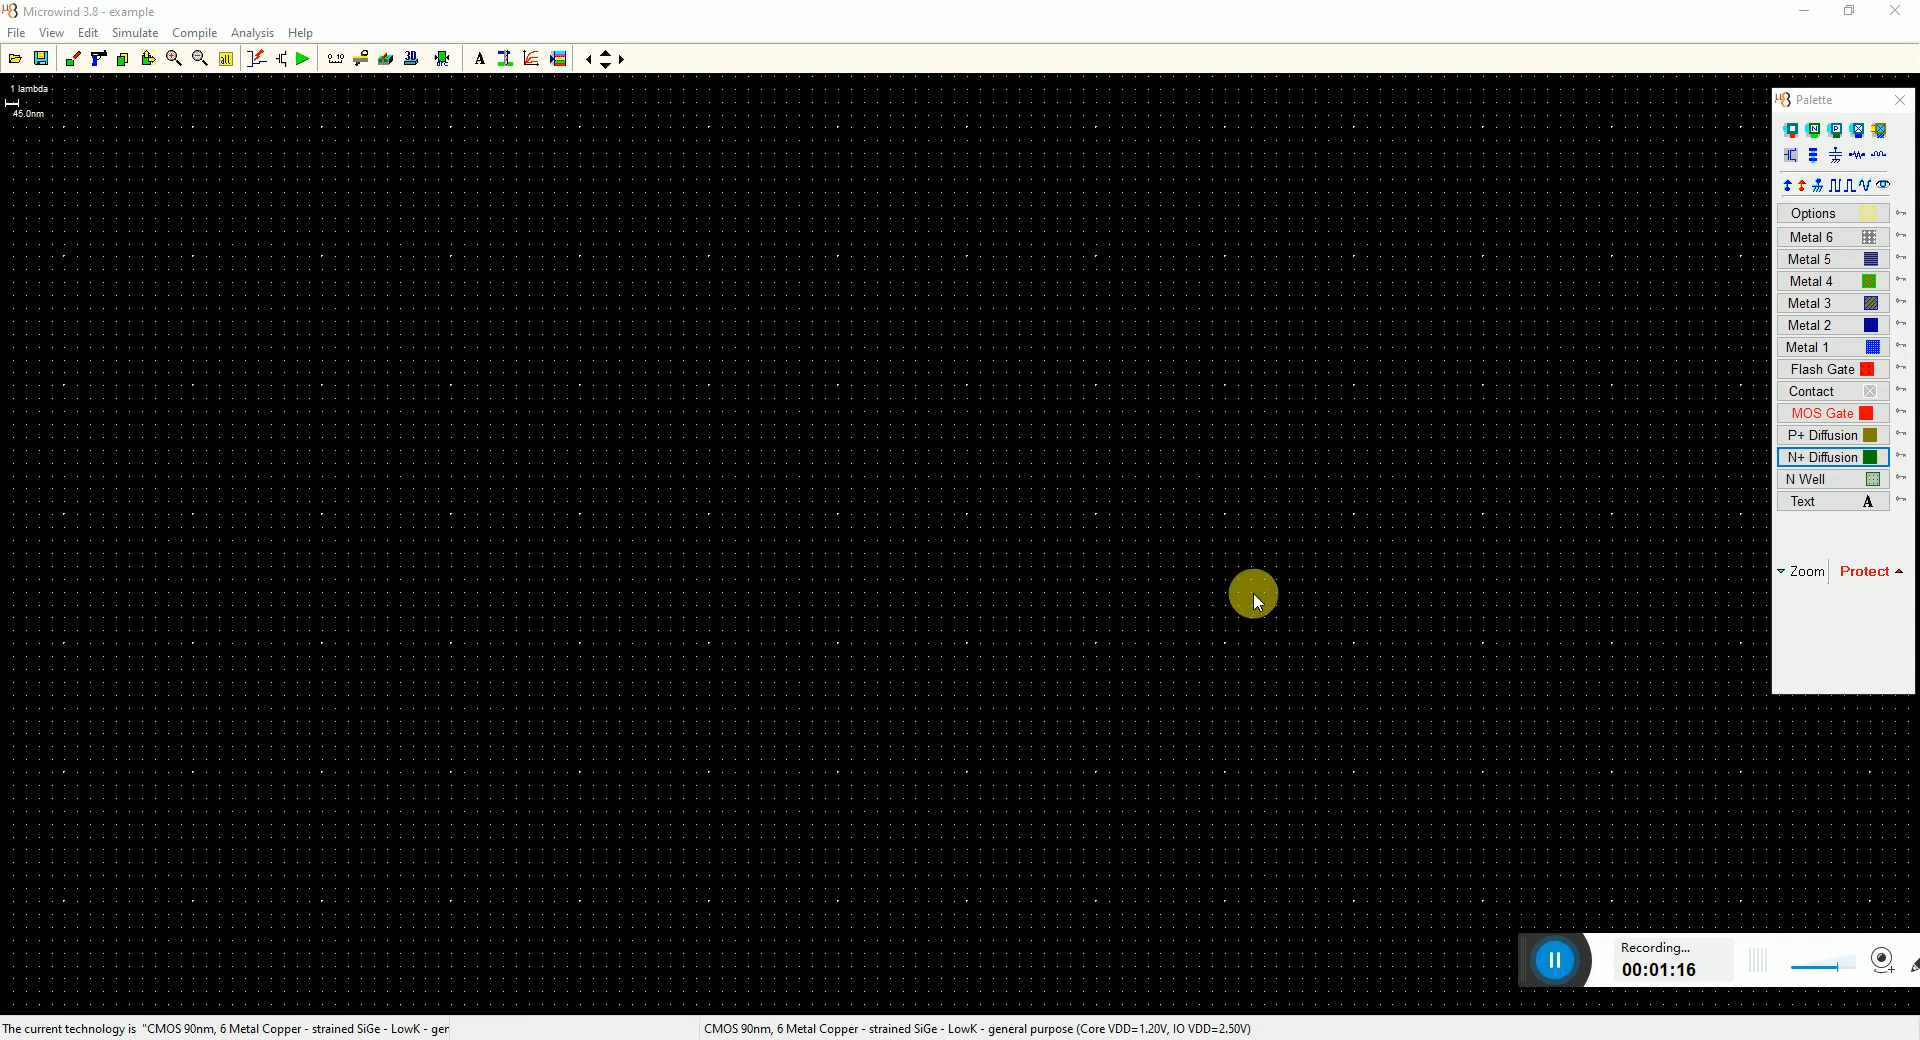 Microwind 3.8 - example
File View Edit Simulate Compile Analysis Help
1 lambda
45.0nm
Palette
Options
Metal 6
Metal 5
Metal 4
Metal 3
Metal 2
Metal 1
Flash Gate
Contact
MOS Gate
P+ Diffusion
N+ Diffusion
N Well
Text A
Zoom Protect
Recording...
00:01:16
The current technology is "CMOS 90nm, 6 Metal Copper - strained SiGe - LowK - ger
CMOS 90nm, 6 Metal Copper - strained SiGe - LowK - general purpose (Core VDD=1.20V, IO VDD=2.50V)